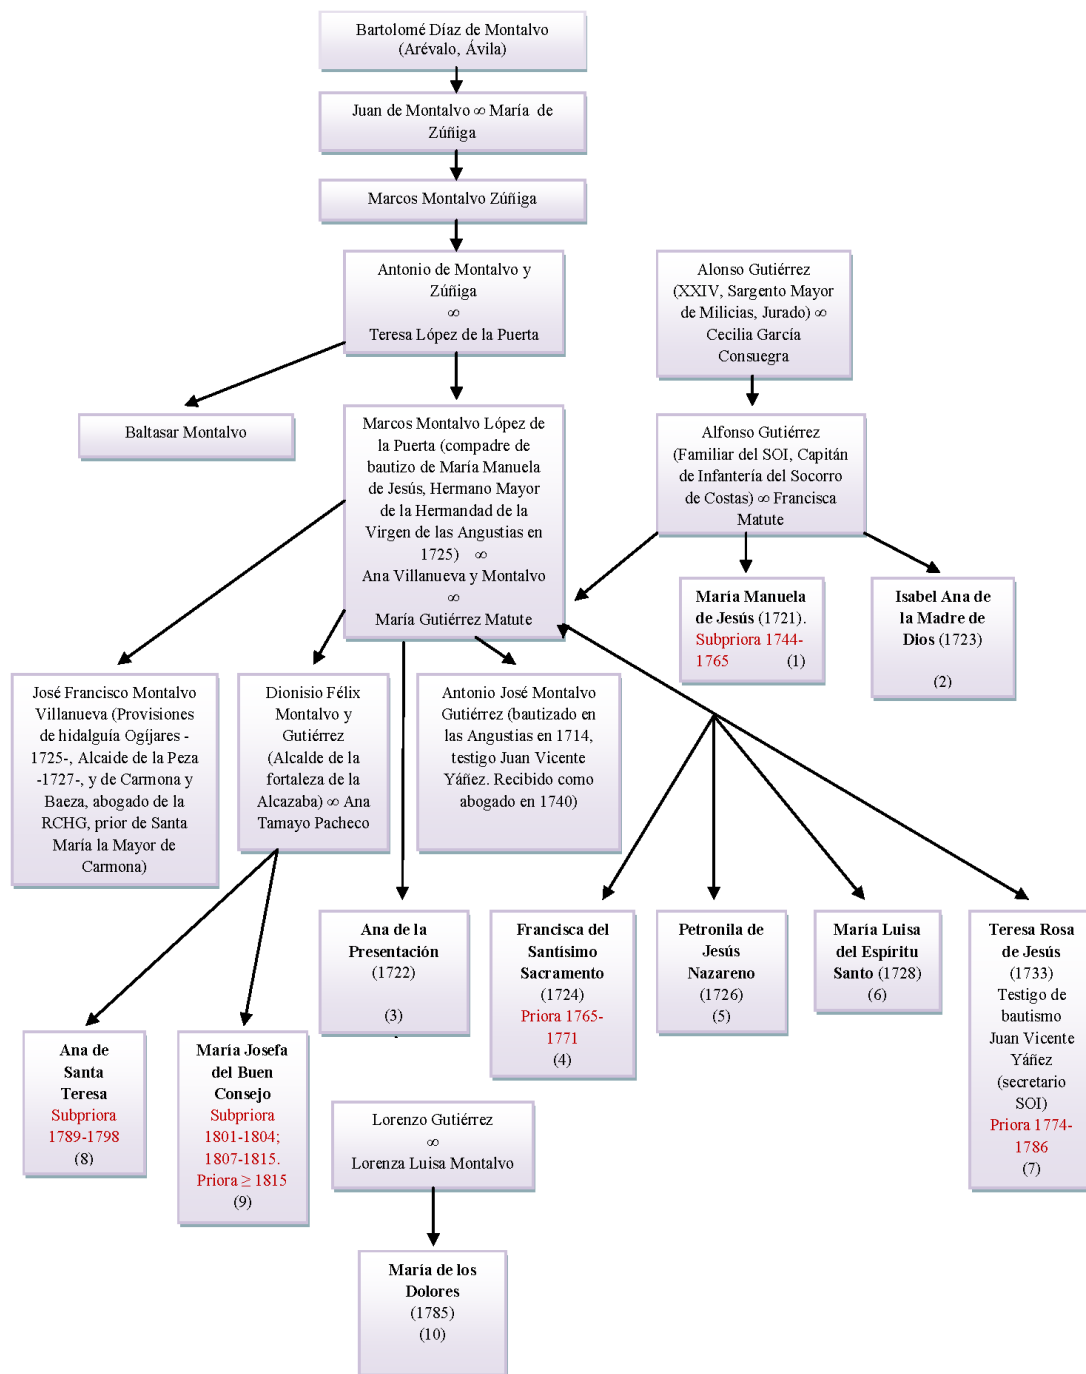 Bartolomé Díaz de Montalvo
(Arévalo, Ávila)
Juan de Montalvo ∞ María de
Zúñiga
Marcos Montalvo Zúñiga
Antonio de Montalvo y
Zúñiga
∞
Teresa López de la Puerta
Alonso Gutiérrez
(XXIV, Sargento Mayor
de Milicias, Jurado) ∞
Cecilia García
Consuegra
Baltasar Montalvo
Marcos Montalvo López de
la Puerta (compadre de
bautizo de María Manuela
de Jesús, Hermano Mayor
de la Hermandad de la
Virgen de las Angustias en
1725) ∞
Ana Villanueva y Montalvo
∞
María Gutiérrez Matute
Alfonso Gutiérrez
(Familiar del SOI, Capitán
de Infantería del Socorro
de Costas) ∞ Francisca
Matute
María Manuela
de Jesús (1721).
Subpriora 1744-
1765 (1)
Isabel Ana de
la Madre de
Dios (1723)
(2)
José Francisco Montalvo
Villanueva (Provisiones
de hidalguía Ogíjares -
1725-, Alcaide de la Peza
-1727-, y de Carmona y
Baeza, abogado de la
RCHG, prior de Santa
María la Mayor de
Carmona)
Dionisio Félix
Montalvo y
Gutiérrez
(Alcalde de la
fortaleza de la
Alcazaba) ∞ Ana
Tamayo Pacheco
Antonio José Montalvo
Gutiérrez (bautizado en
las Angustias en 1714,
testigo Juan Vicente
Yáñez. Recibido como
abogado en 1740)
Ana de la
Presentación
(1722)
(3)
Francisca del
Santísimo
Sacramento
(1724)
Priora 1765-
1771
(4)
Petronila de
Jesús
Nazareno
(1726)
(5)
María Luisa
del Espíritu
Santo (1728)
(6)
Teresa Rosa
de Jesús
(1733)
Testigo de
bautismo
Juan Vicente
Yáñez
(secretario
SOI)
Priora 1774-
1786
(7)
Ana de
Santa
Teresa
Subpriora
1789-1798
(8)
María Josefa
del Buen
Consejo
Subpriora
1801-1804;
1807-1815.
Priora ≥ 1815
(9)
Lorenzo Gutiérrez
∞
Lorenza Luisa Montalvo
María de los
Dolores
(1785)
(10)